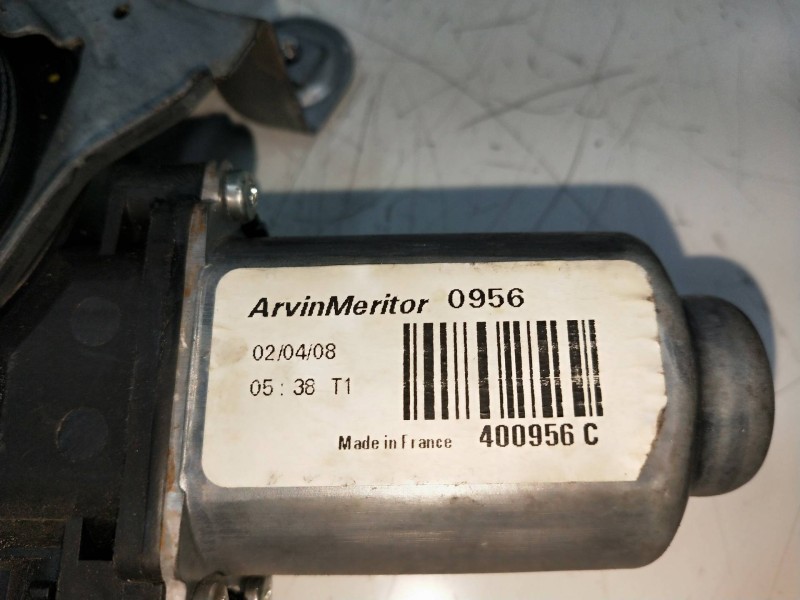 ArvinMeritor 0956
02/04/08
05:38 T1
Made in France 400956 C